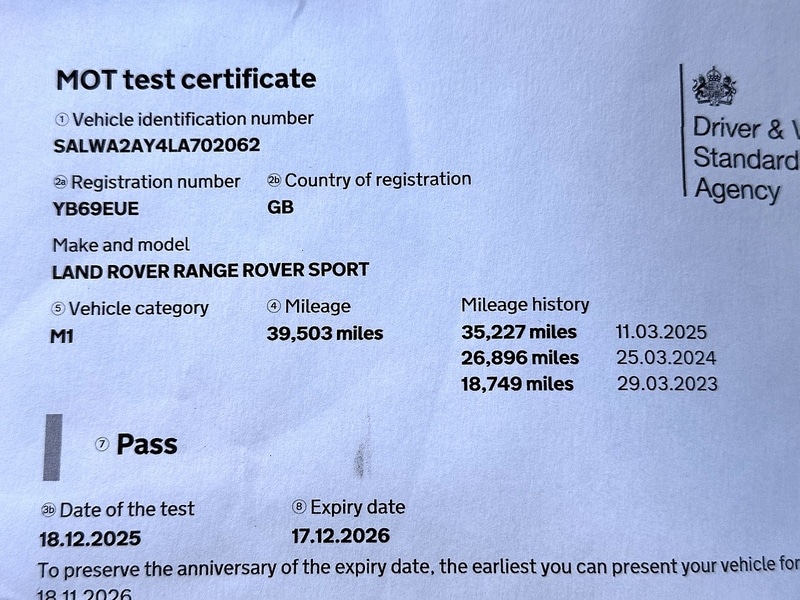 MOT test certificate
① Vehicle identification number
SALWA2AY4LA702062
2a Registration number 2b Country of registration
YB69EUE GB
Make and model
LAND ROVER RANGE ROVER SPORT
⑤ Vehicle category ④ Mileage Mileage history
M1 39,503 miles 35,227 miles 11.03.2025
26,896 miles 25.03.2024
18,749 miles 29.03.2023
⑦ Pass
3b Date of the test ⑧ Expiry date
18.12.2025 17.12.2026
To preserve the anniversary of the expiry date, the earliest you can present your vehicle for
18.11.2026
Driver &
Standard
Agency